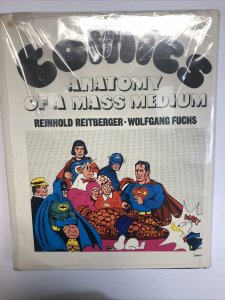 COMICS
ANATOMY
OF A MASS MEDIUM
REINHOLD REITBERGER · WOLFGANG FUCHS